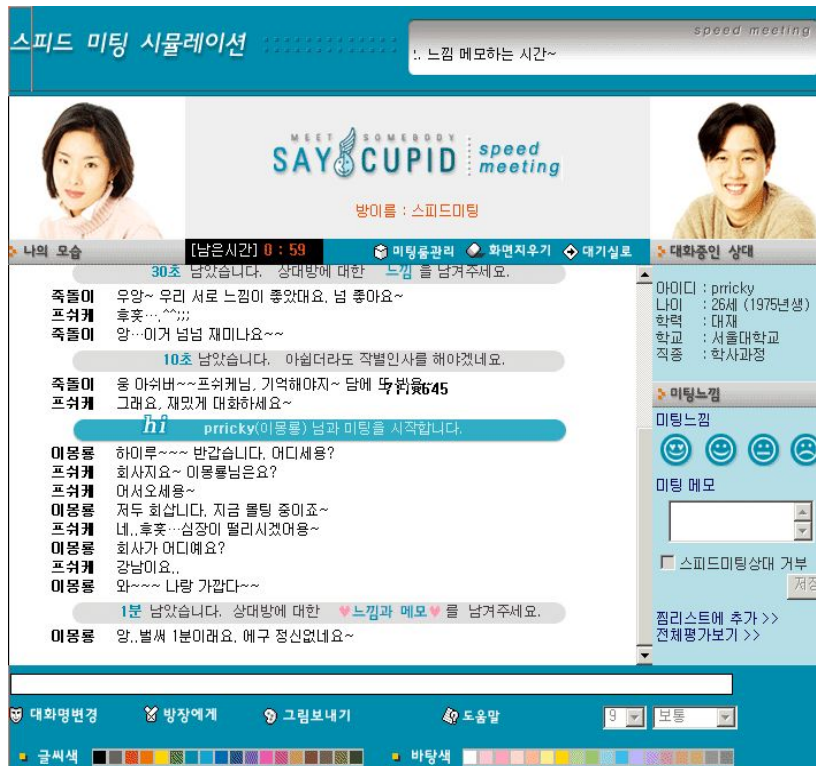 스피드 미팅 시뮬레이션
speed meeting
:. 느낌 메모하는 시간~
MEET SOMEBODY
SAY CUPID speed meeting
방이름 : 스피드미팅
나의 모습
[남은시간] 0 : 59
미팅룸관리 화면지우기 대기실로
대화중인 상대
30초 남았습니다. 상대방에 대한 느낌 을 남겨주세요.
죽돌이 우앙~ 우리 서로 느낌이 좋았대요, 넘 좋아요~
프쉬케 후훗···,^^;;;
죽돌이 앙···이거 넘넘 재미나요~~
10초 남았습니다. 아쉽더라도 작별인사를 해야겠네요.
죽돌이 웅 아쉬버~~프쉬케님, 기억해야지~ 담에 또
프쉬케 그래요, 재밌게 대화하세요~
hi prricky(이몽룡) 님과 미팅을 시작합니다.
이몽룡 하이루~~~ 반갑습니다, 어디세용?
프쉬케 회사지요~ 이몽룡님은요?
프쉬케 어서오세용~
이몽룡 저두 회삽니다, 지금 몰팅 중이죠~
프쉬케 네,,후훗···심장이 떨리시겠어용~
이몽룡 회사가 어디예요?
프쉬케 강남이요,,
이몽룡 와~~~ 나랑 가깝다~~
1분 남았습니다. 상대방에 대한 ♥느낌과 메모♥ 를 남겨주세요.
이몽룡 앙,,벌써 1분이래요, 에구 정신없네요~
아이디 : prricky
나이 : 26세 (1975년생)
학력 : 대재
학교 : 서울대학교
직종 : 학사과정
미팅느낌
미팅느낌
미팅 메모
스피드미팅상대 거부
저장
찜리스트에 추가 >>
전체평가보기 >>
대화명변경 방장에게 그림보내기 도움말 9 보통
글씨색 바탕색